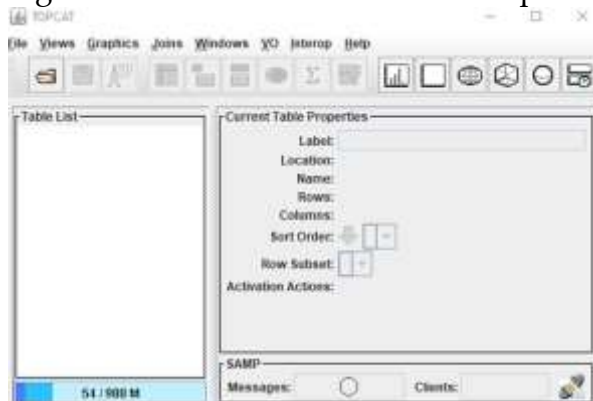 TOPCAT
File Views Graphics Joins Windows VO Interop Help
Table List
Current Table Properties
Label:
Location:
Name:
Rows:
Columns:
Sort Order:
Row Subset:
Activation Actions:
SAMP
Messages:
Clients:
54 / 900 M